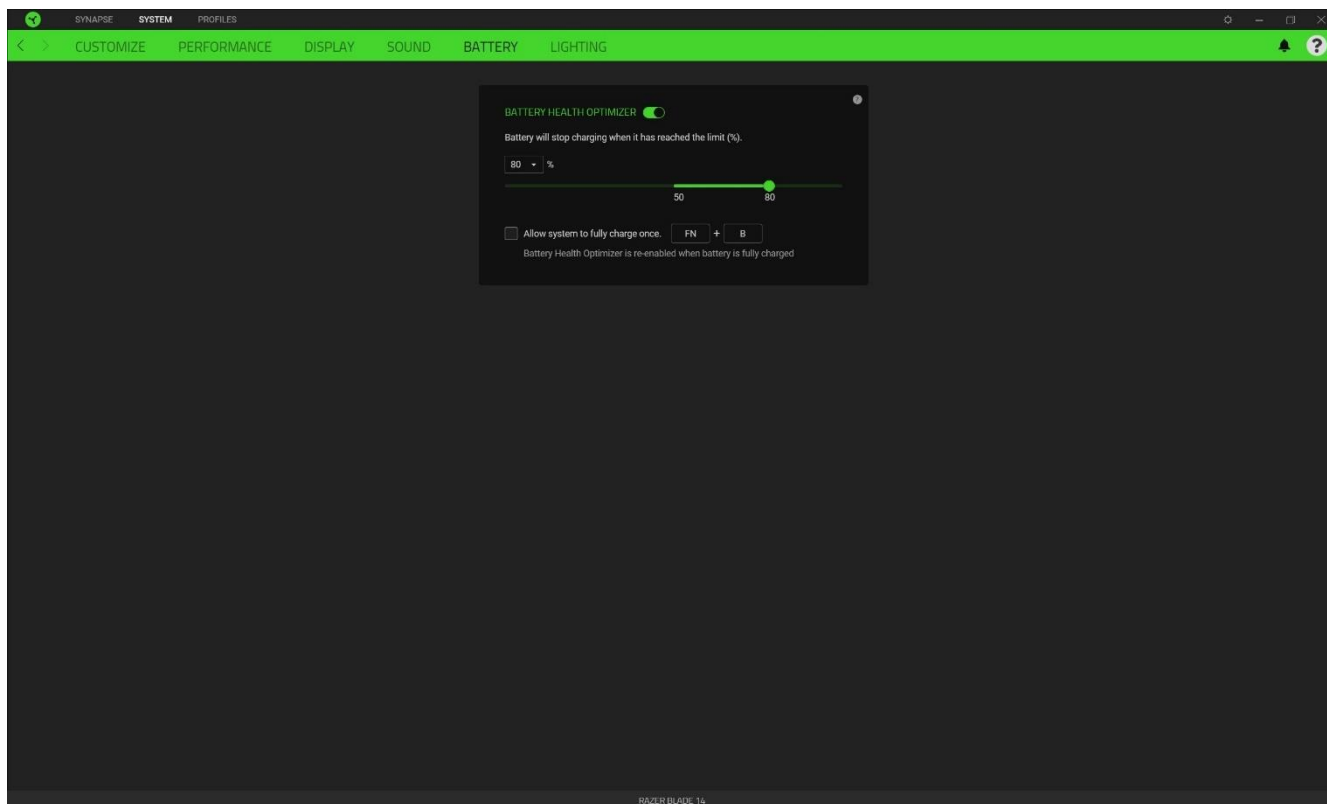 SYNAPSE SYSTEM PROFILES
CUSTOMIZE PERFORMANCE DISPLAY SOUND BATTERY LIGHTING ?
BATTERY HEALTH OPTIMIZER
Battery will stop charging when it has reached the limit (%).
80 %
50 80
Allow system to fully charge once. FN + B
Battery Health Optimizer is re-enabled when battery is fully charged
RAZER BLADE 14